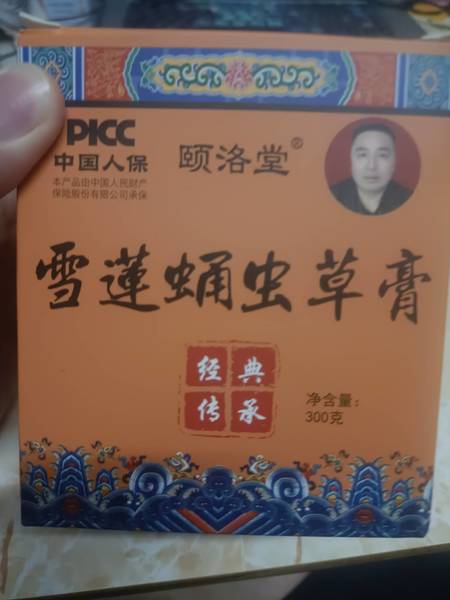 PICC
中国人保
本产品由中国人民财产
保险股份有限公司承保
颐洛堂®
雪莲蛹虫草膏
经典
传承
净含量:
300克